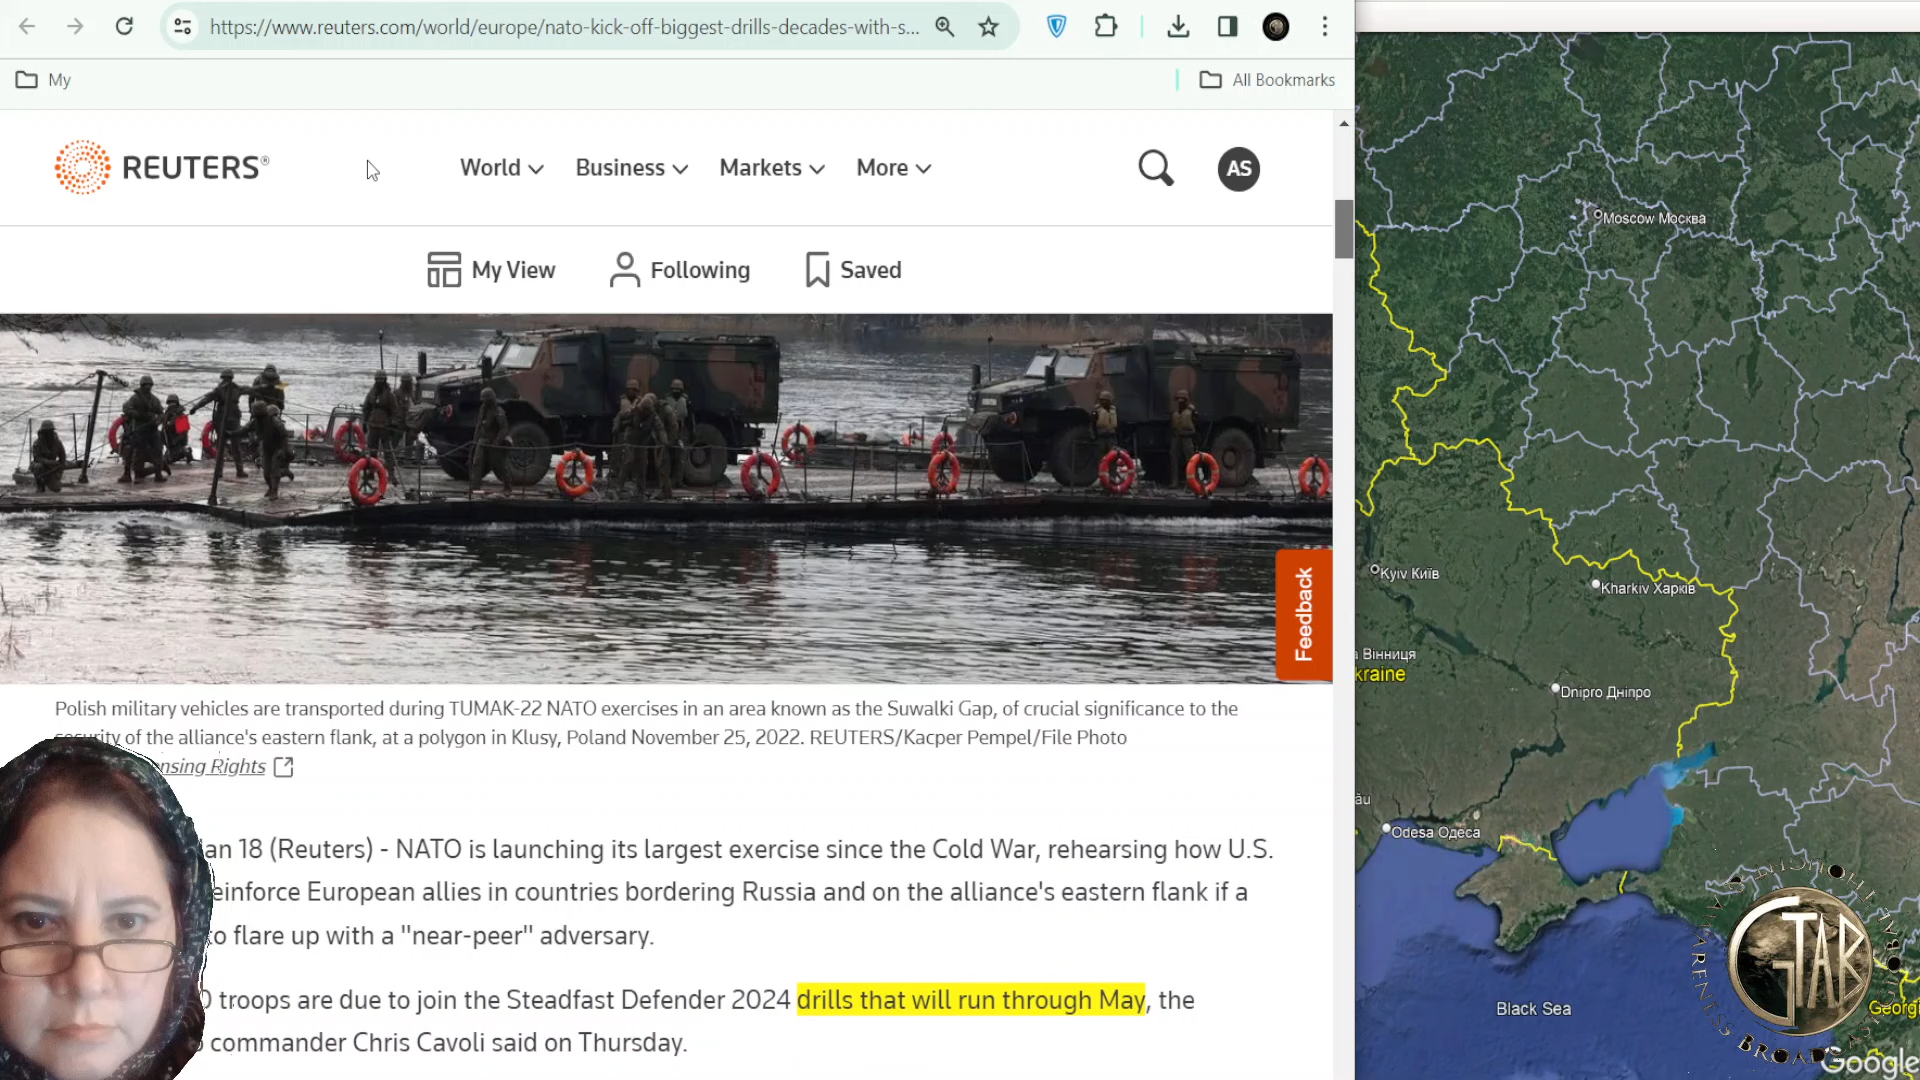 https://www.reuters.com/world/europe/nato-kick-off-biggest-drills-decades-with-s...
My
All Bookmarks
REUTERS®
World
Business
Markets
More
AS
My View
Following
Saved
Feedback
Polish military vehicles are transported during TUMAK-22 NATO exercises in an area known as the Suwalki Gap, of crucial significance to the
security of the alliance's eastern flank, at a polygon in Klusy, Poland November 25, 2022. REUTERS/Kacper Pempel/File Photo
nsing Rights
an 18 (Reuters) - NATO is launching its largest exercise since the Cold War, rehearsing how U.S.
einforce European allies in countries bordering Russia and on the alliance's eastern flank if a
to flare up with a "near-peer" adversary.
0 troops are due to join the Steadfast Defender 2024 drills that will run through May, the
commander Chris Cavoli said on Thursday.
Moscow Москва
Kyiv Київ
Kharkiv Харків
а Вінниця
kraine
Dnipro Дніпро
ău
Odesa Одеса
Black Sea
Georgi
GTAB
Google